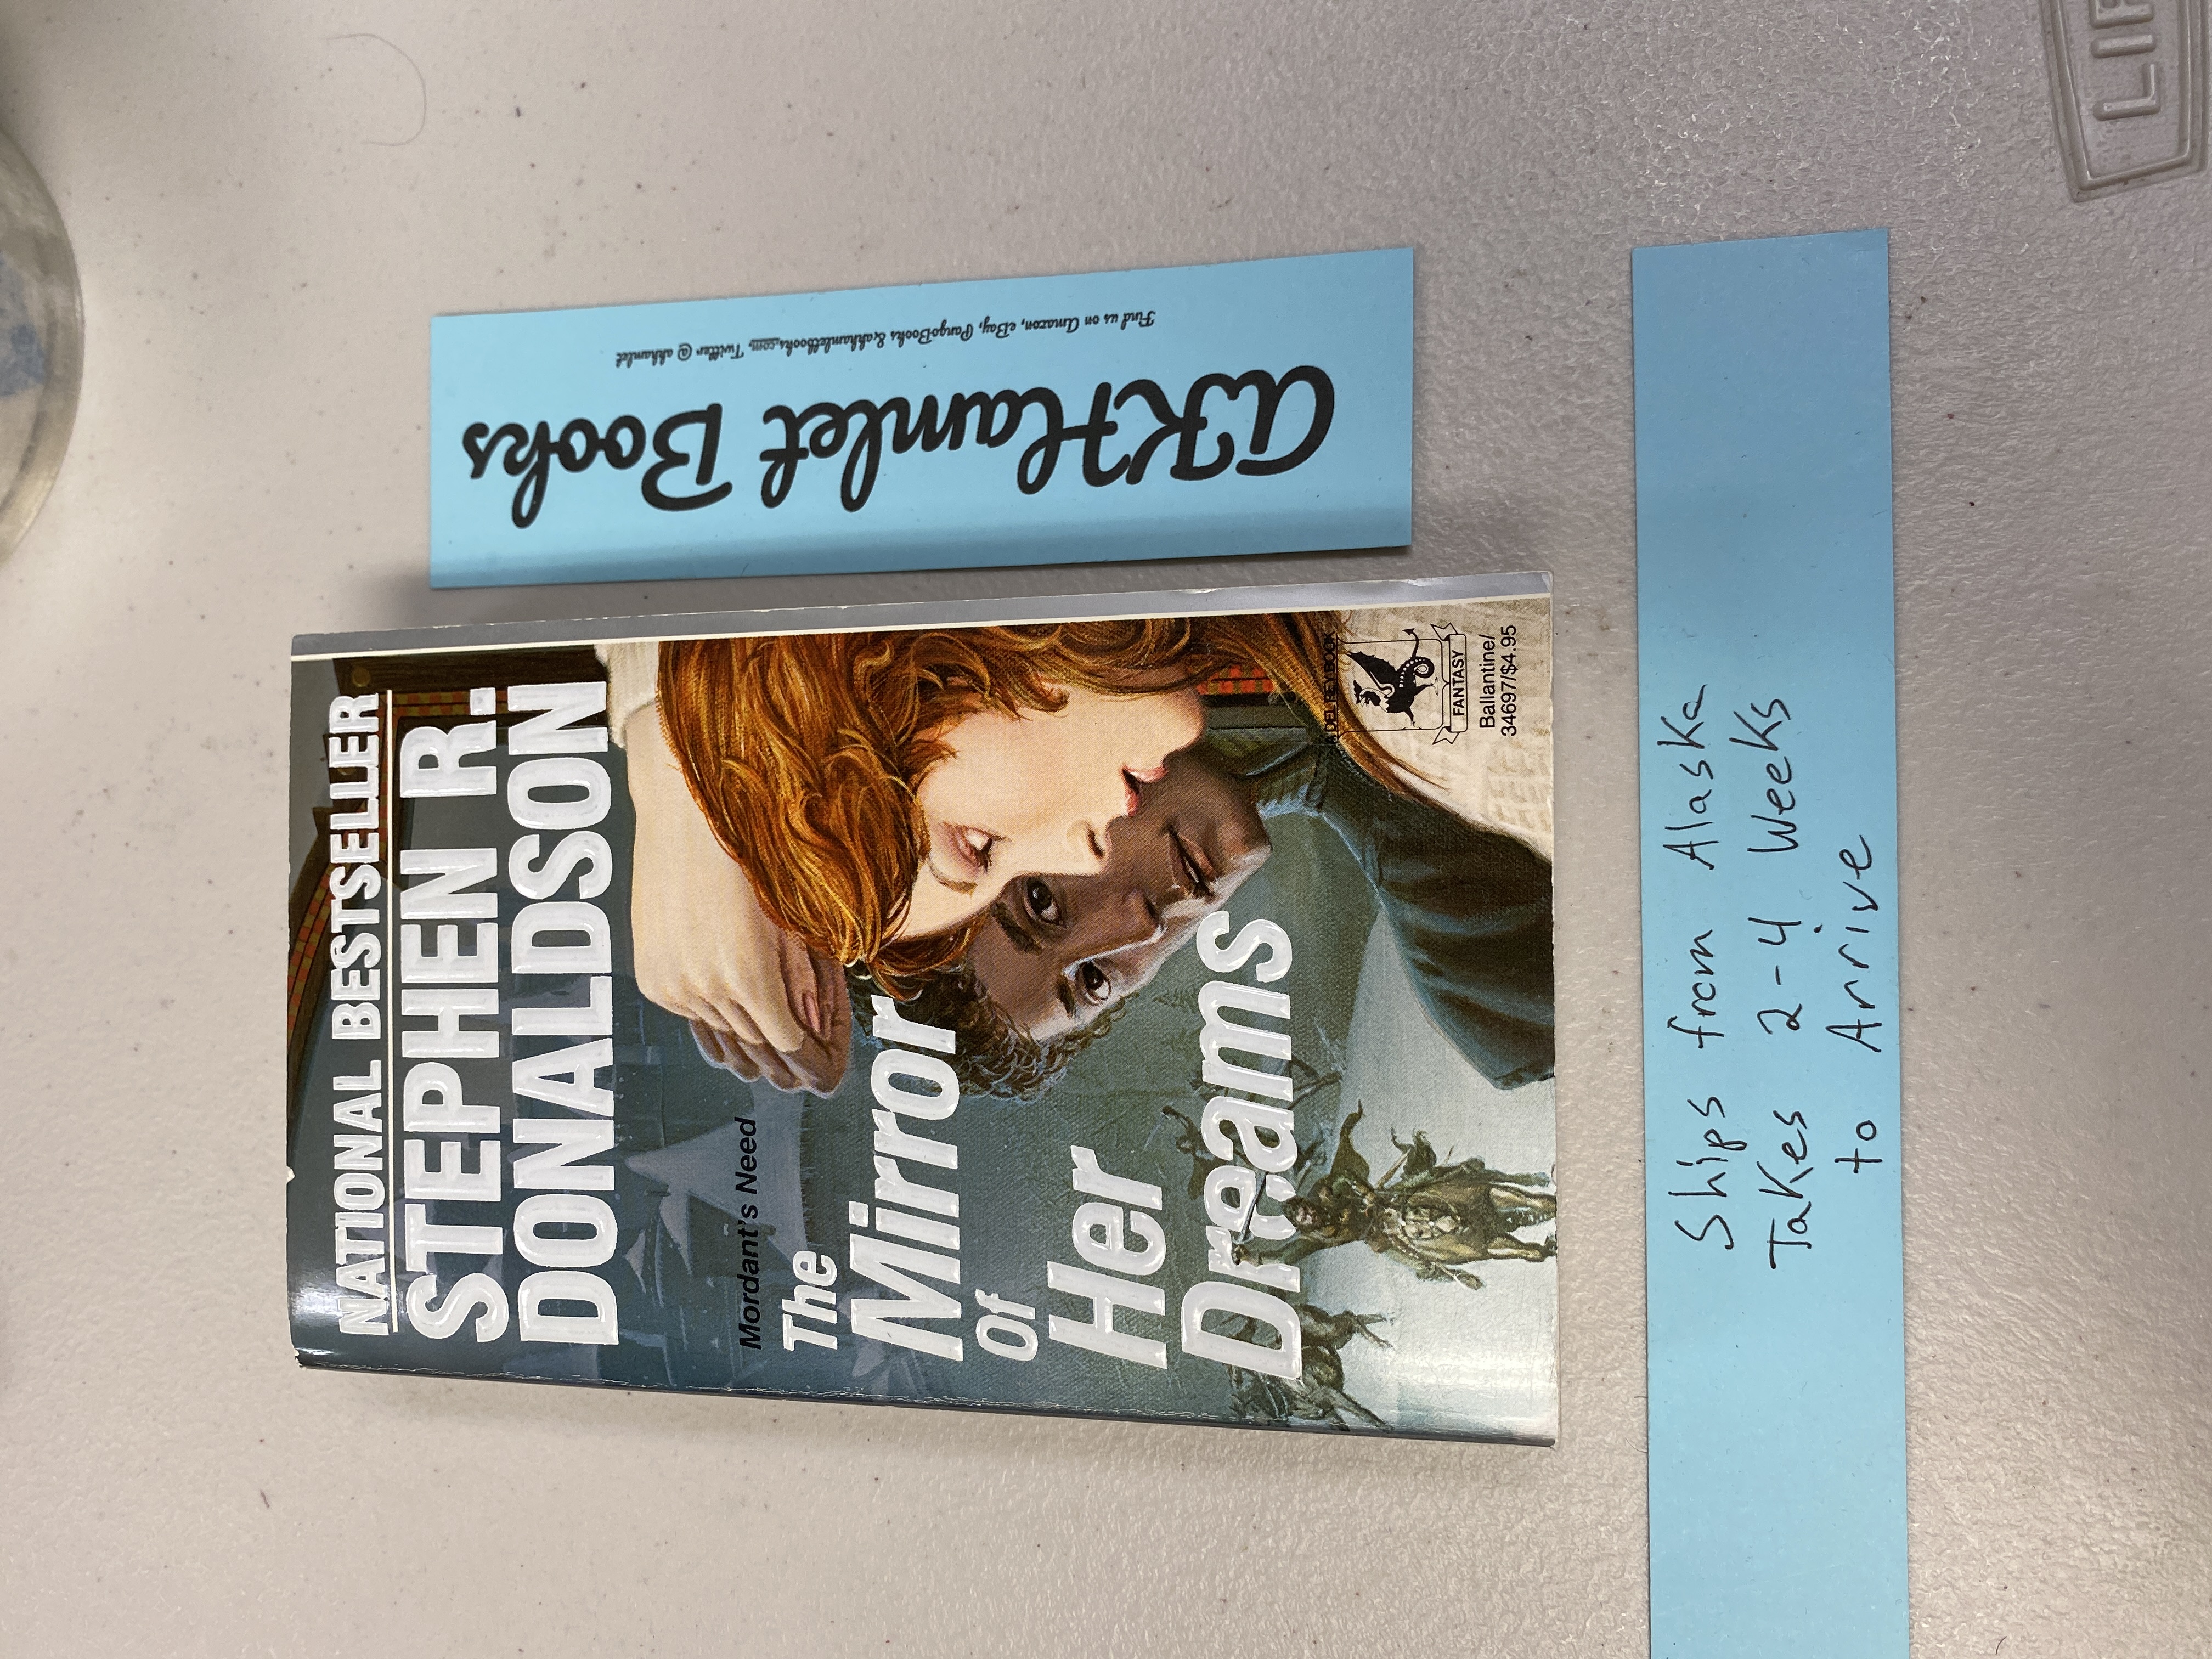 NATIONAL BESTSELLER
STEPHEN R.
DONALDSON
Mordant's Need
The
Mirror
Of
Her
Dreams
A DEL REY BOOK
FANTASY
Ballantine/
34697/$4.95
AKHamlet Books
Find us on Amazon, eBay, PangoBooks & akhamletbooks.com, Twitter @ akhamlet
Ships from Alaska
Takes 2-4 Weeks
to Arrive